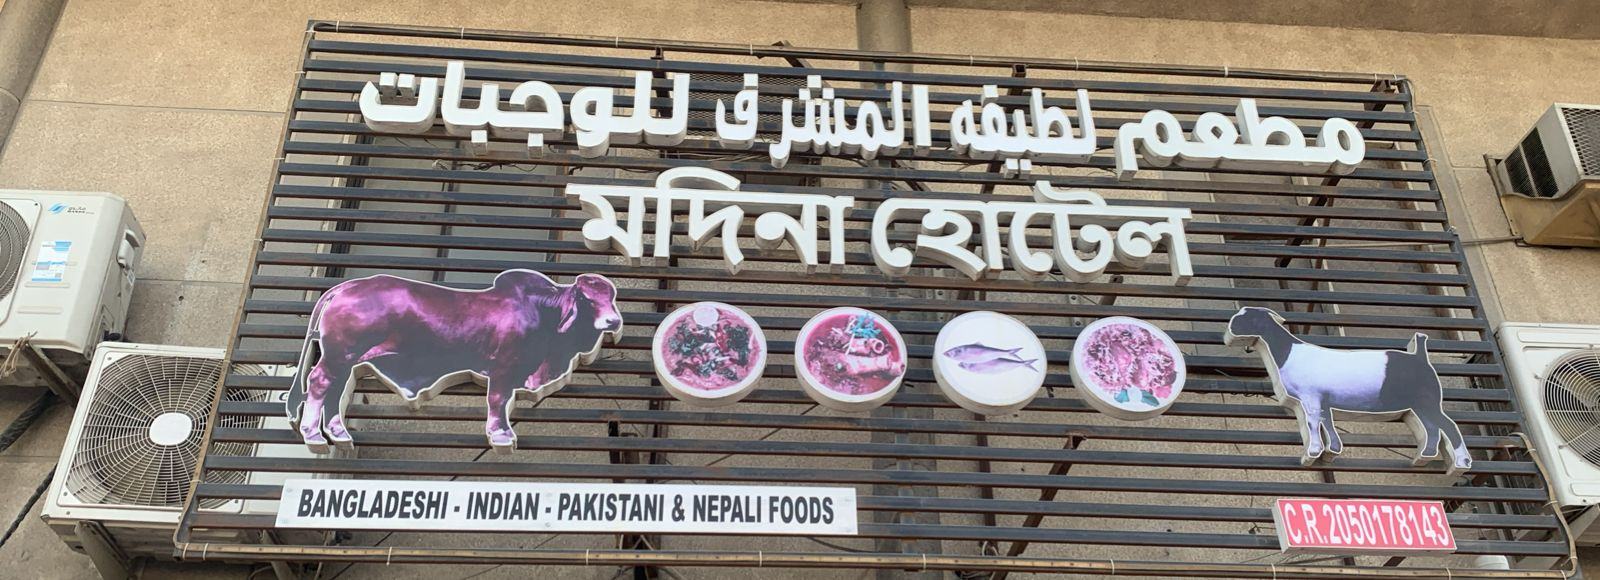 مطعم لطيفه المشرف للوجبات
মদিনা হোটেল
BANGLADESHI - INDIAN - PAKISTANI & NEPALI FOODS
C.R.2050178143